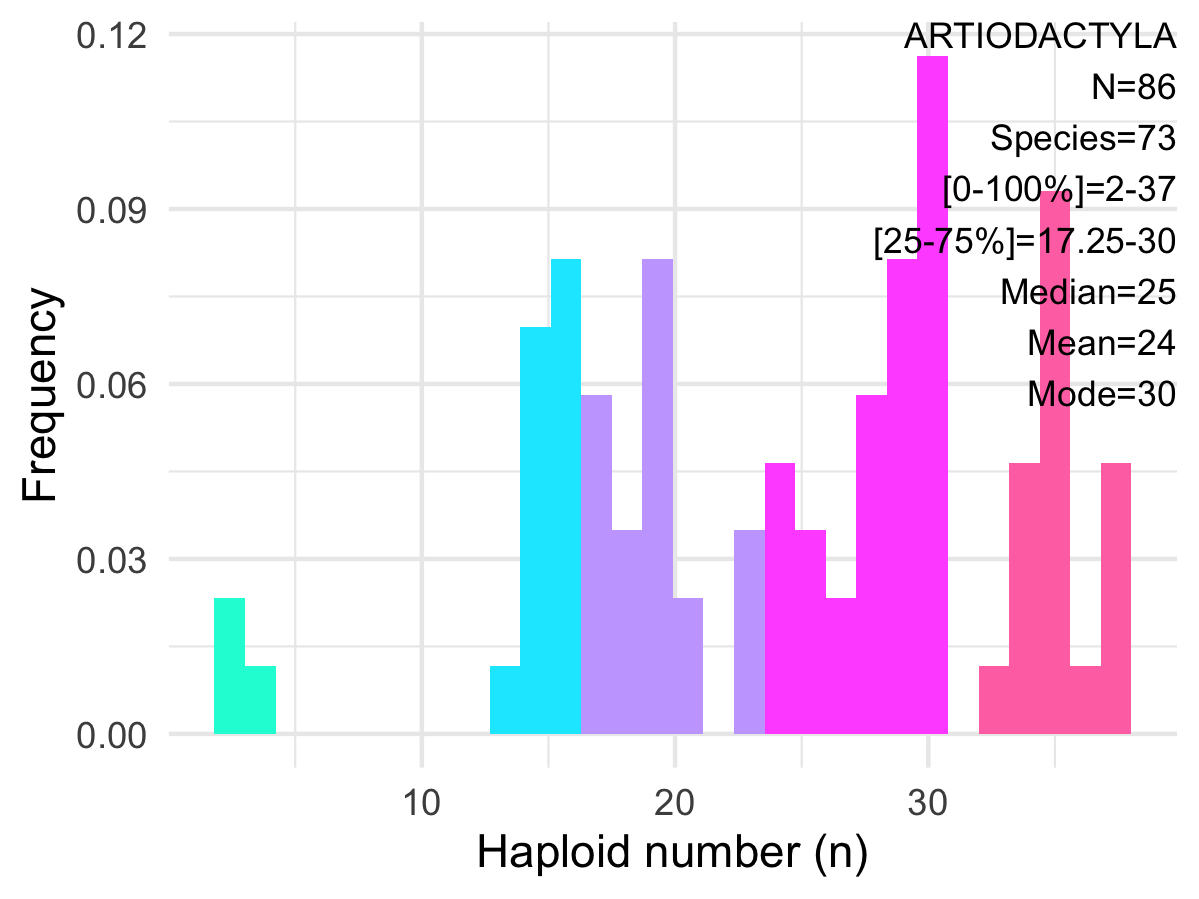 ARTIODACTYLA
N=86
Species=73
[0-100%]=2-37
[25-75%]=17.25-30
Median=25
Mean=24
Mode=30
0.12
0.09
0.06
0.03
0.00
Frequency
10 20 30
Haploid number (n)